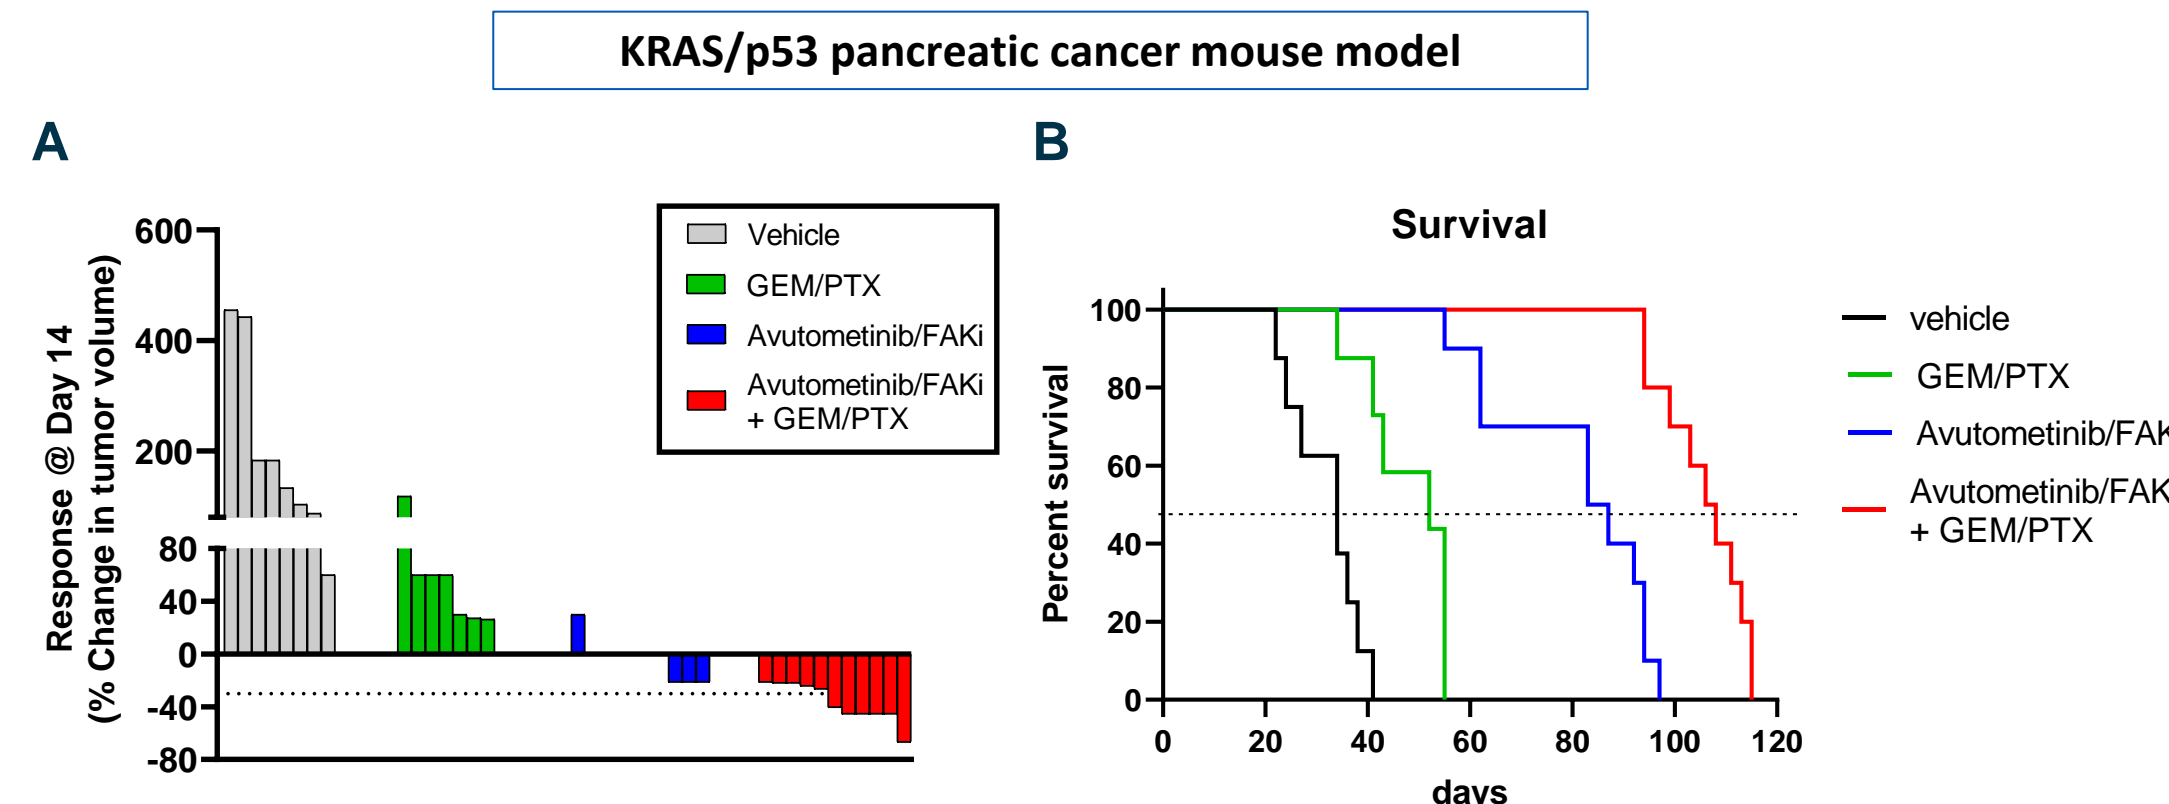 KRAS/p53 pancreatic cancer mouse model
A
B
Response @ Day 14
(% Change in tumor volume)
600
400
200
80
40
0
-40
-80
Vehicle
GEM/PTX
Avutometinib/FAKi
Avutometinib/FAKi
+ GEM/PTX
Survival
Percent survival
100
80
60
40
20
0
0 20 40 60 80 100 120
days
vehicle
GEM/PTX
Avutometinib/FAK
Avutometinib/FAK
+ GEM/PTX